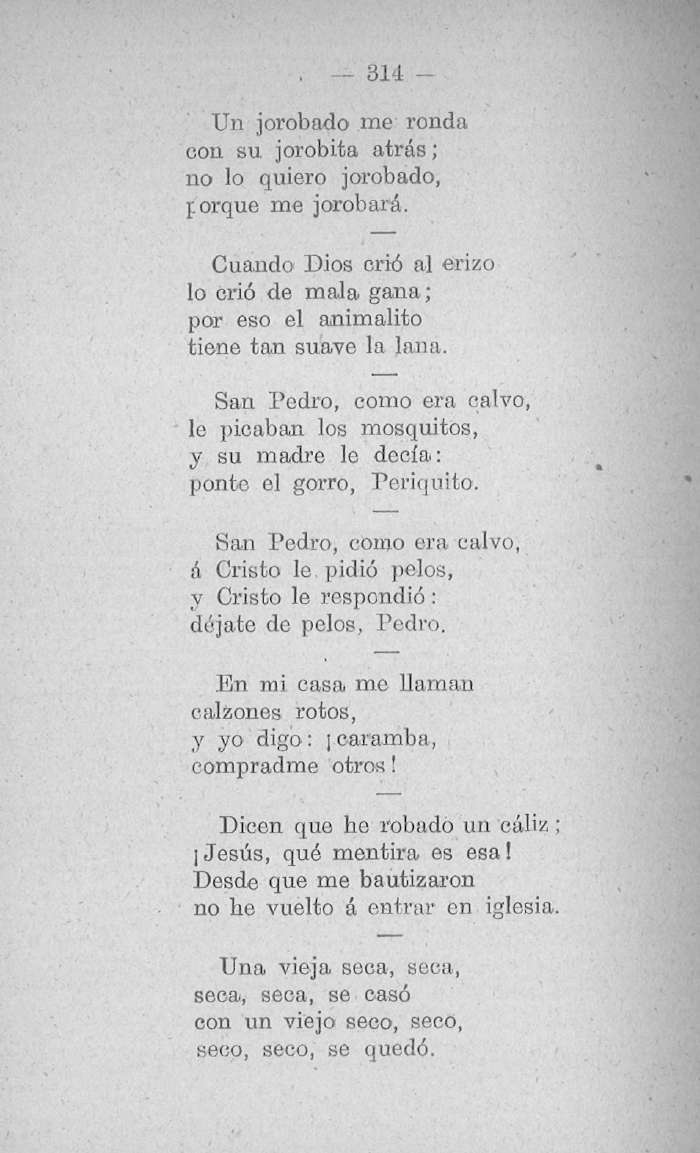 — 314 —
Un jorobado me ronda
con su jorobita atrás;
no lo quiero jorobado,
porque me jorobará.
Cuando Dios crió al erizo
lo crió de mala gana;
por eso el animalito
tiene tan suave la lana.
San Pedro, como era calvo,
le picaban los mosquitos,
y su madre le decía:
ponte el gorro, Periquito.
San Pedro, como era calvo,
á Cristo le pidió pelos,
y Cristo le respondió:
déjate de pelos, Pedro.
En mi casa me llaman
calzones rotos,
y yo digo: ¡caramba,
compradme otros!
Dicen que he robado un cáliz;
¡Jesús, qué mentira es esa!
Desde que me bautizaron
no he vuelto á entrar en iglesia.
Una vieja seca, seca,
seca, seca, se casó
con un viejo seco, seco,
seco, seco, se quedó.